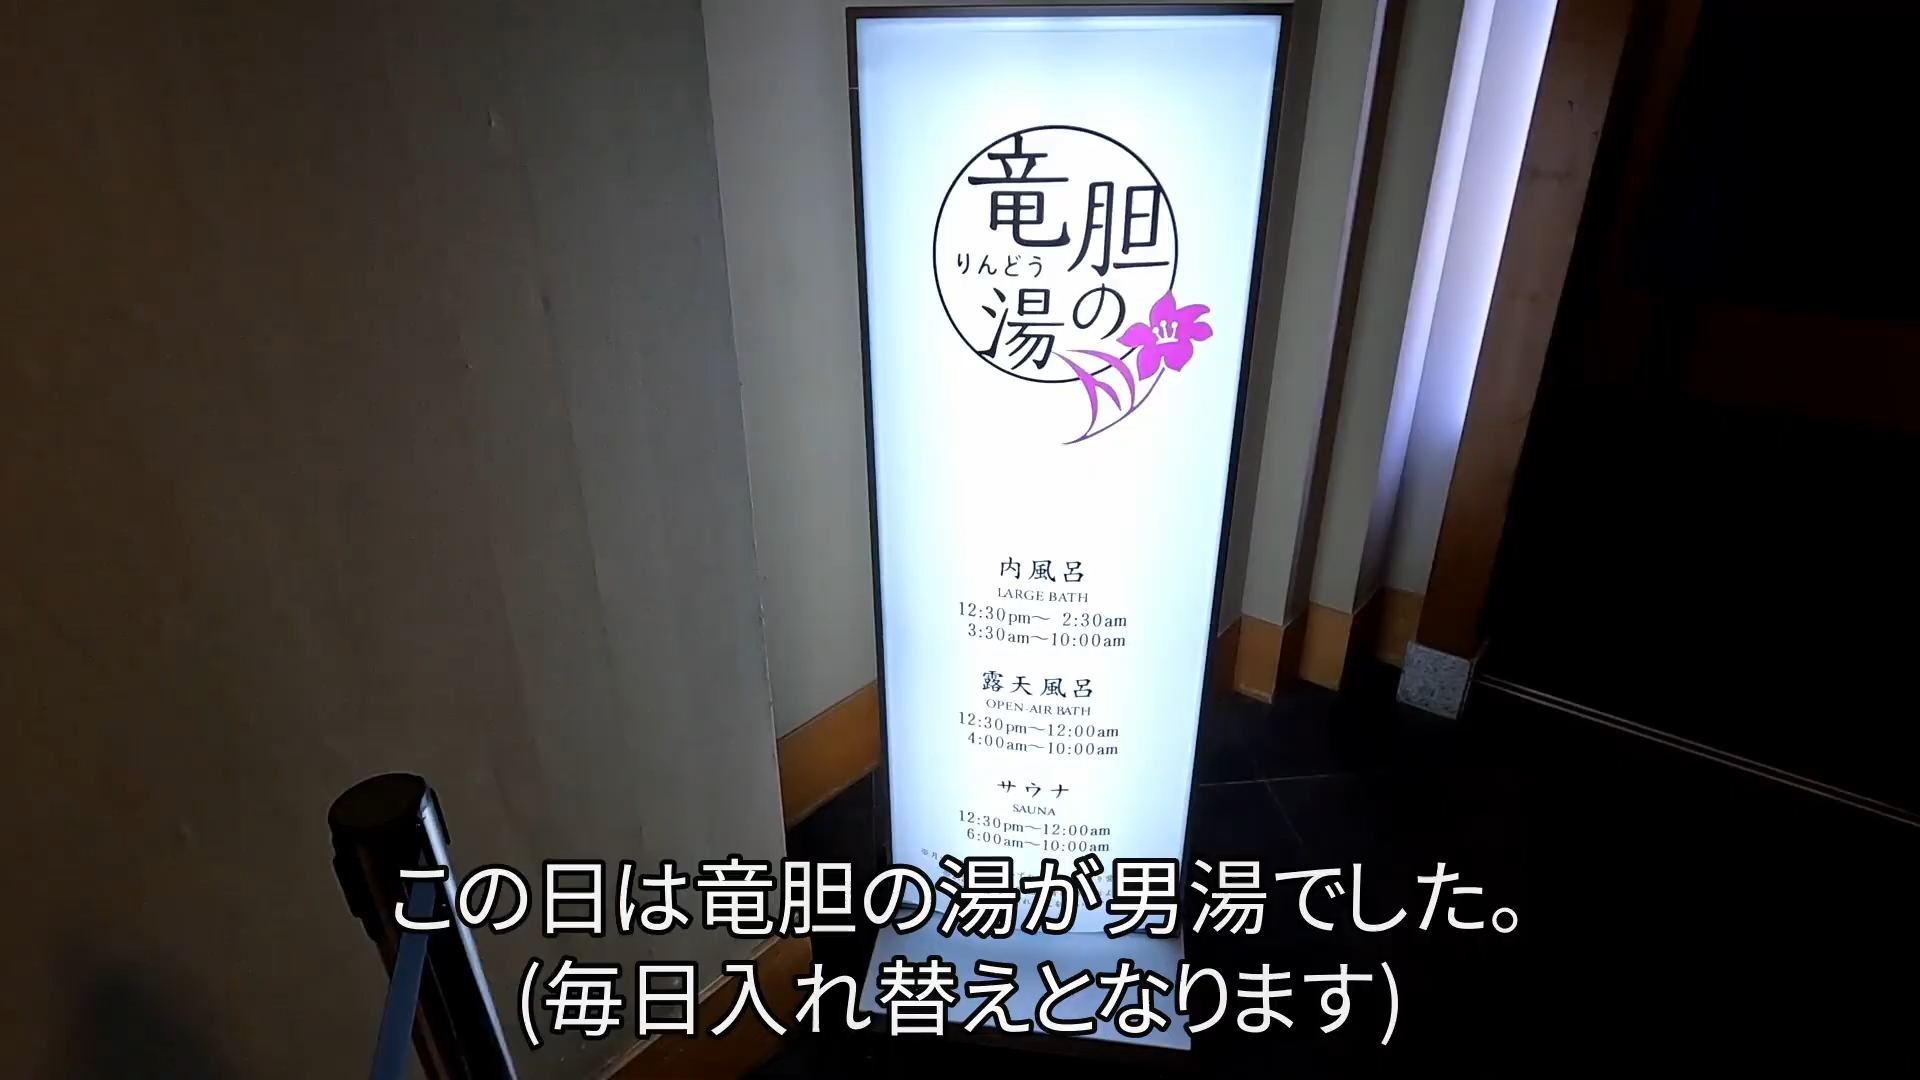 竜胆の
りんどう
湯
内風呂
LARGE BATH
12:30pm～ 2:30am
3:30am～10:00am
露天風呂
OPEN-AIR BATH
12:30pm～12:00am
4:00am～10:00am
サウナ
SAUNA
12:30pm～12:00am
6:00am～10:00am
この日は竜胆の湯が男湯でした。
(毎日入れ替えとなります)